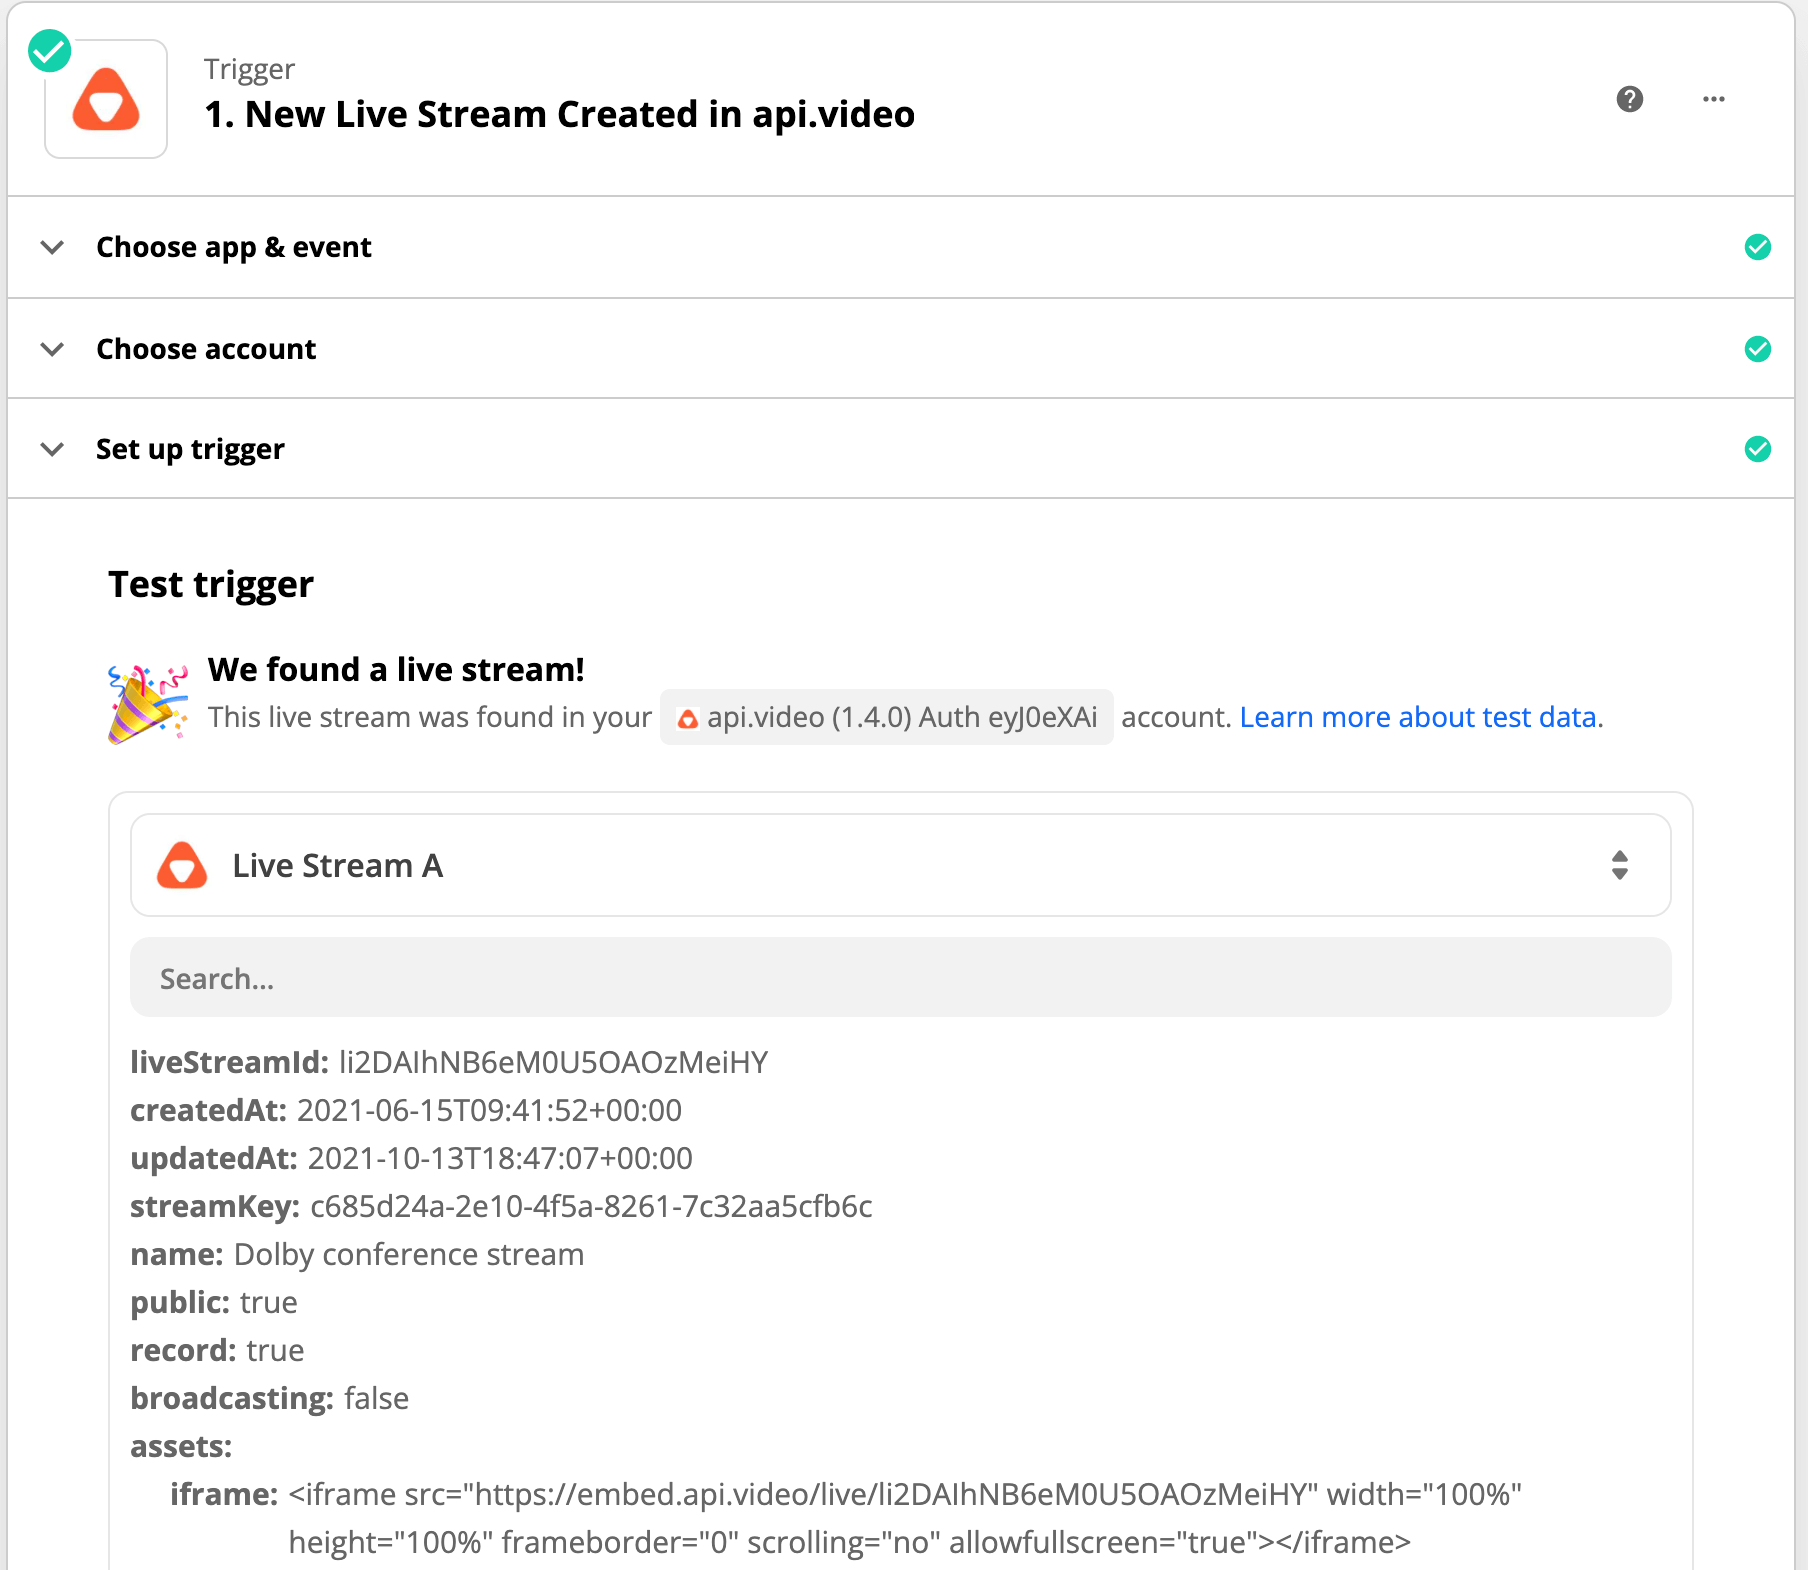 Trigger
1. New Live Stream Created in api.video
Choose app & event
Choose account
Set up trigger
Test trigger
We found a live stream!
This live stream was found in your api.video (1.4.0) Auth eyJ0eXAi account. Learn more about test data.
Live Stream A
Search...
liveStreamId: li2DAIhNB6eM0U5OAOzMeiHY
createdAt: 2021-06-15T09:41:52+00:00
updatedAt: 2021-10-13T18:47:07+00:00
streamKey: c685d24a-2e10-4f5a-8261-7c32aa5cfb6c
name: Dolby conference stream
public: true
record: true
broadcasting: false
assets:
iframe: <iframe src="https://embed.api.video/live/li2DAIhNB6eM0U5OAOzMeiHY" width="100%"
height="100%" frameborder="0" scrolling="no" allowfullscreen="true"></iframe>